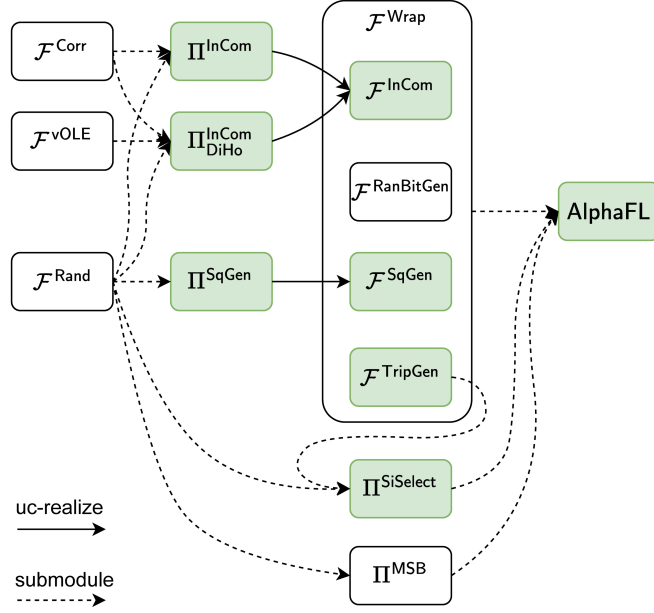 𝓕^Wrap
𝓕^Corr
Π^InCom
𝓕^InCom
𝓕^vOLE
Π^InCom_DiHo
𝓕^RanBitGen
AlphaFL
𝓕^Rand
Π^SqGen
𝓕^SqGen
𝓕^TripGen
Π^SiSelect
uc-realize
Π^MSB
submodule